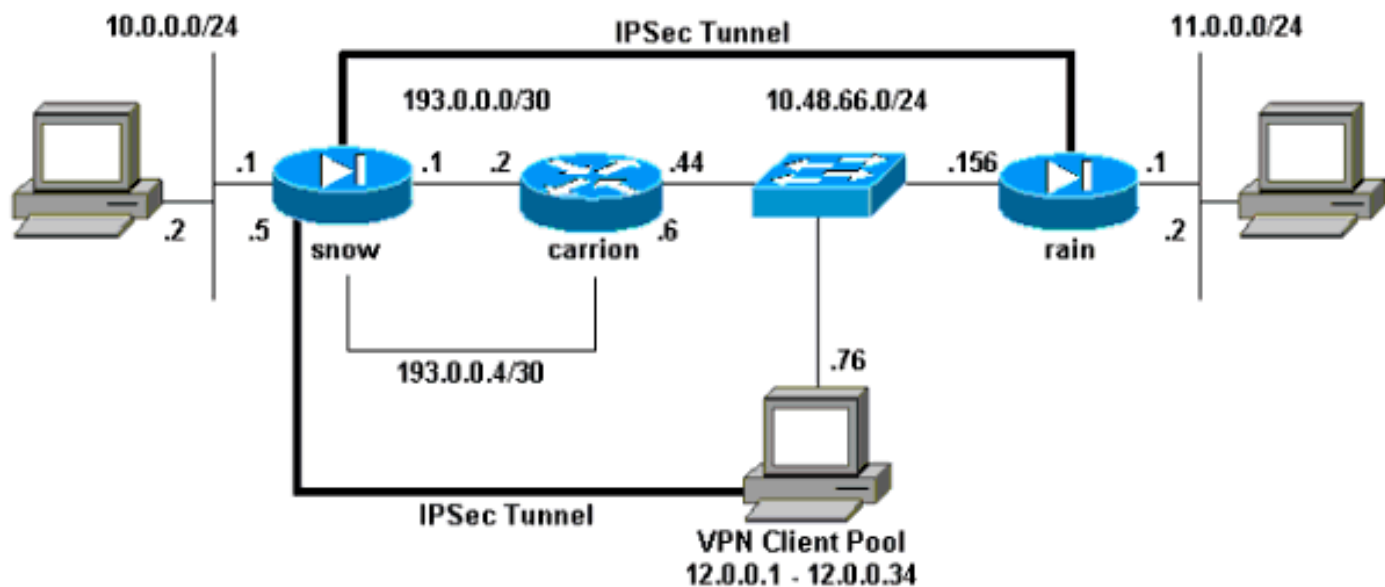 10.0.0.0/24
IPSec Tunnel
11.0.0.0/24
193.0.0.0/30
10.48.66.0/24
.1
.1
.2
.44
.156
.1
.2
.5
.6
.2
snow
carrion
rain
193.0.0.4/30
.76
IPSec Tunnel
VPN Client Pool
12.0.0.1 - 12.0.0.34